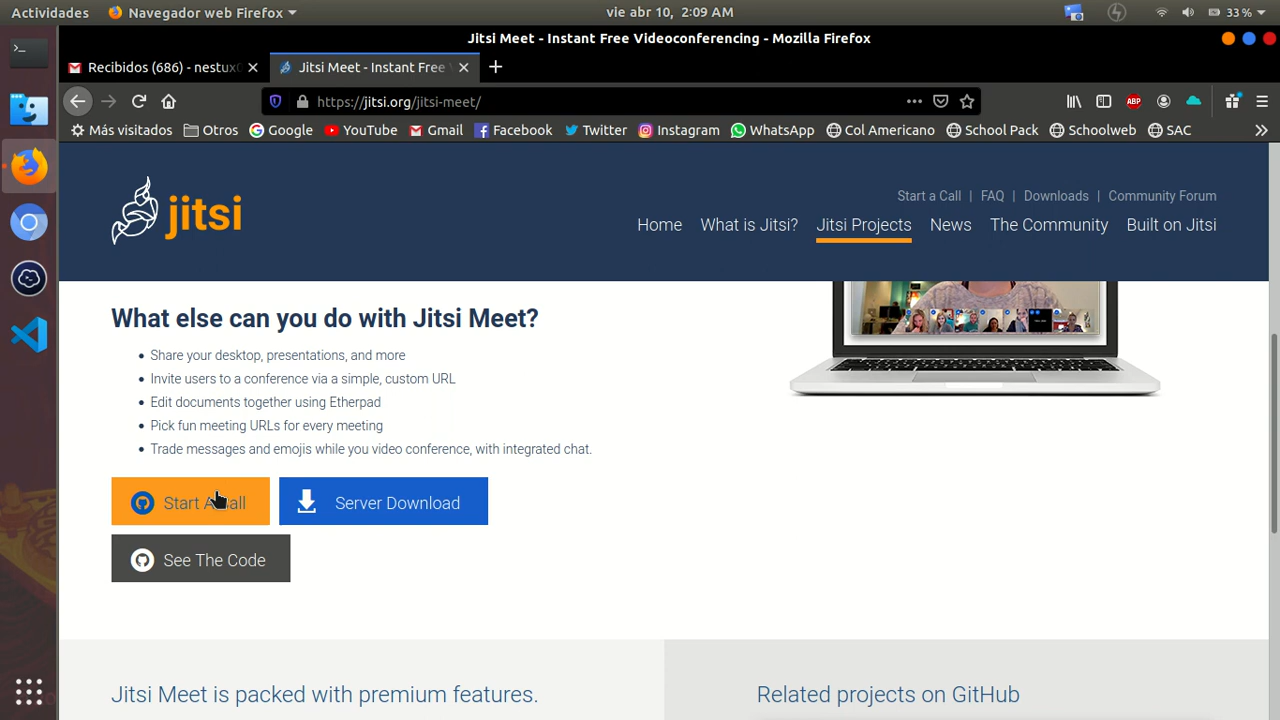 Actividades
Navegador web Firefox
vie abr 10, 2:09 AM
33 %
Jitsi Meet - Instant Free Videoconferencing - Mozilla Firefox
Recibidos (686) - nestux
Jitsi Meet - Instant Free
https://jitsi.org/jitsi-meet/
ABP
Más visitados
Otros
Google
YouTube
Gmail
Facebook
Twitter
Instagram
WhatsApp
Col Americano
School Pack
Schoolweb
SAC
jitsi
Start a Call | FAQ | Downloads | Community Forum
Home
What is Jitsi?
Jitsi Projects
News
The Community
Built on Jitsi
What else can you do with Jitsi Meet?
• Share your desktop, presentations, and more
• Invite users to a conference via a simple, custom URL
• Edit documents together using Etherpad
• Pick fun meeting URLs for every meeting
• Trade messages and emojis while you video conference, with integrated chat.
Start A Call
Server Download
See The Code
Jitsi Meet is packed with premium features.
Related projects on GitHub